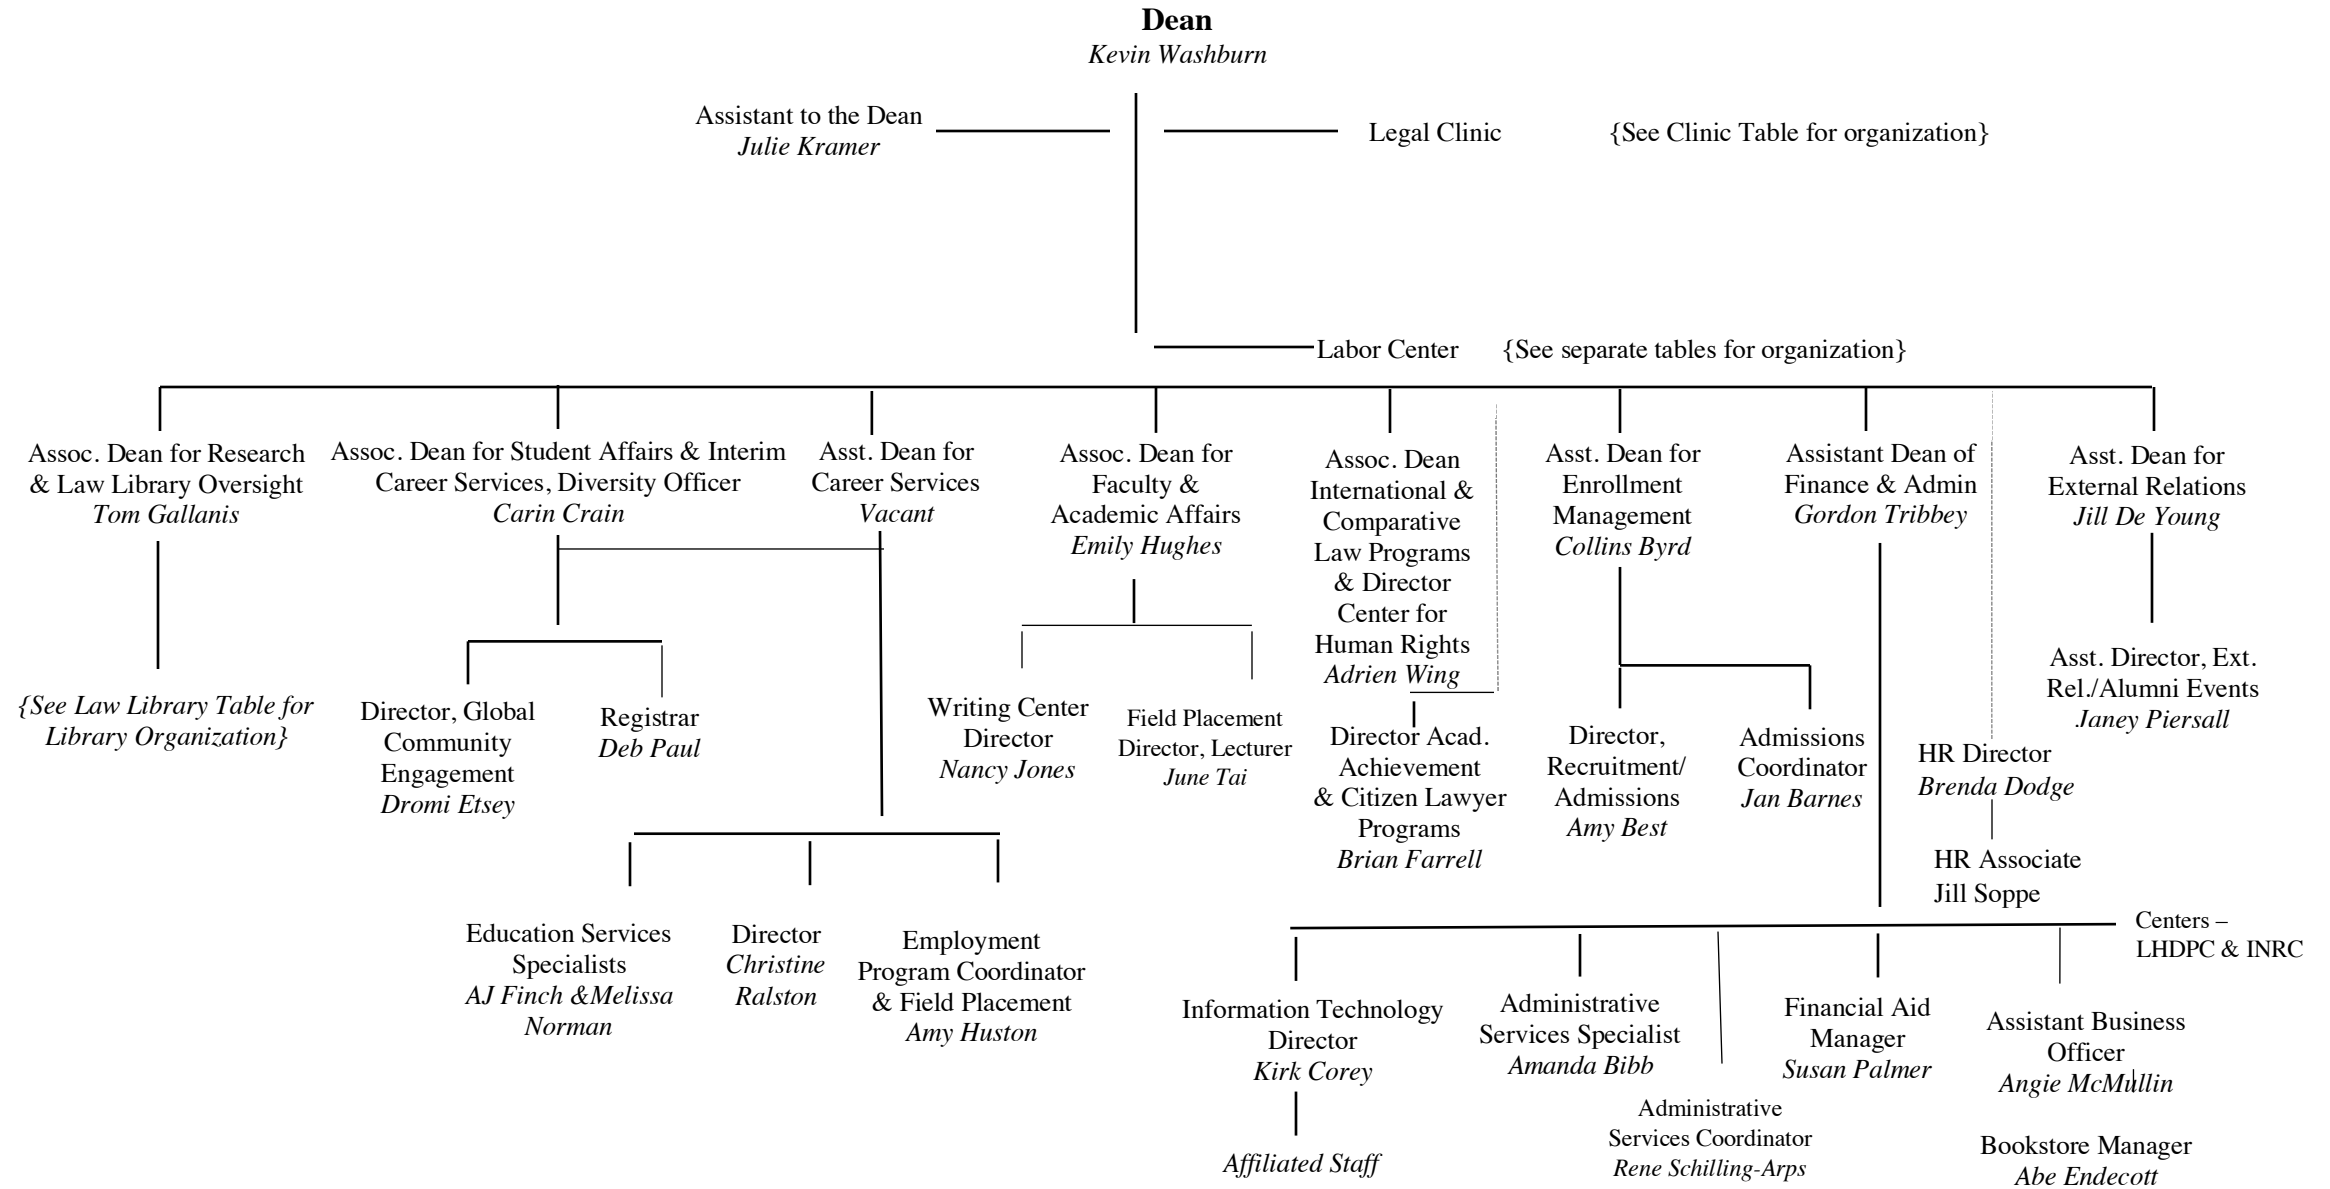 Dean
Kevin Washburn
Assistant to the Dean
Julie Kramer
Legal Clinic
{See Clinic Table for organization}
Labor Center
{See separate tables for organization}
Assoc. Dean for Research
& Law Library Oversight
Tom Gallanis
Assoc. Dean for Student Affairs & Interim
Career Services, Diversity Officer
Carin Crain
Asst. Dean for
Career Services
Vacant
Assoc. Dean for
Faculty &
Academic Affairs
Emily Hughes
Assoc. Dean
International &
Comparative
Law Programs
& Director
Center for
Human Rights
Adrien Wing
Asst. Dean for
Enrollment
Management
Collins Byrd
Assistant Dean of
Finance & Admin
Gordon Tribbey
Asst. Dean for
External Relations
Jill De Young
{See Law Library Table for
Library Organization}
Director, Global
Community
Engagement
Dromi Etsey
Registrar
Deb Paul
Writing Center
Director
Nancy Jones
Field Placement
Director, Lecturer
June Tai
Director Acad.
Achievement
& Citizen Lawyer
Programs
Brian Farrell
Director,
Recruitment/
Admissions
Amy Best
Admissions
Coordinator
Jan Barnes
HR Director
Brenda Dodge
HR Associate
Jill Soppe
Asst. Director, Ext.
Rel./Alumni Events
Janey Piersall
Education Services
Specialists
AJ Finch &Melissa
Norman
Director
Christine
Ralston
Employment
Program Coordinator
& Field Placement
Amy Huston
Centers –
LHDPC & INRC
Information Technology
Director
Kirk Corey
Affiliated Staff
Administrative
Services Specialist
Amanda Bibb
Administrative
Services Coordinator
Rene Schilling-Arps
Financial Aid
Manager
Susan Palmer
Assistant Business
Officer
Angie McMullin
Bookstore Manager
Abe Endecott